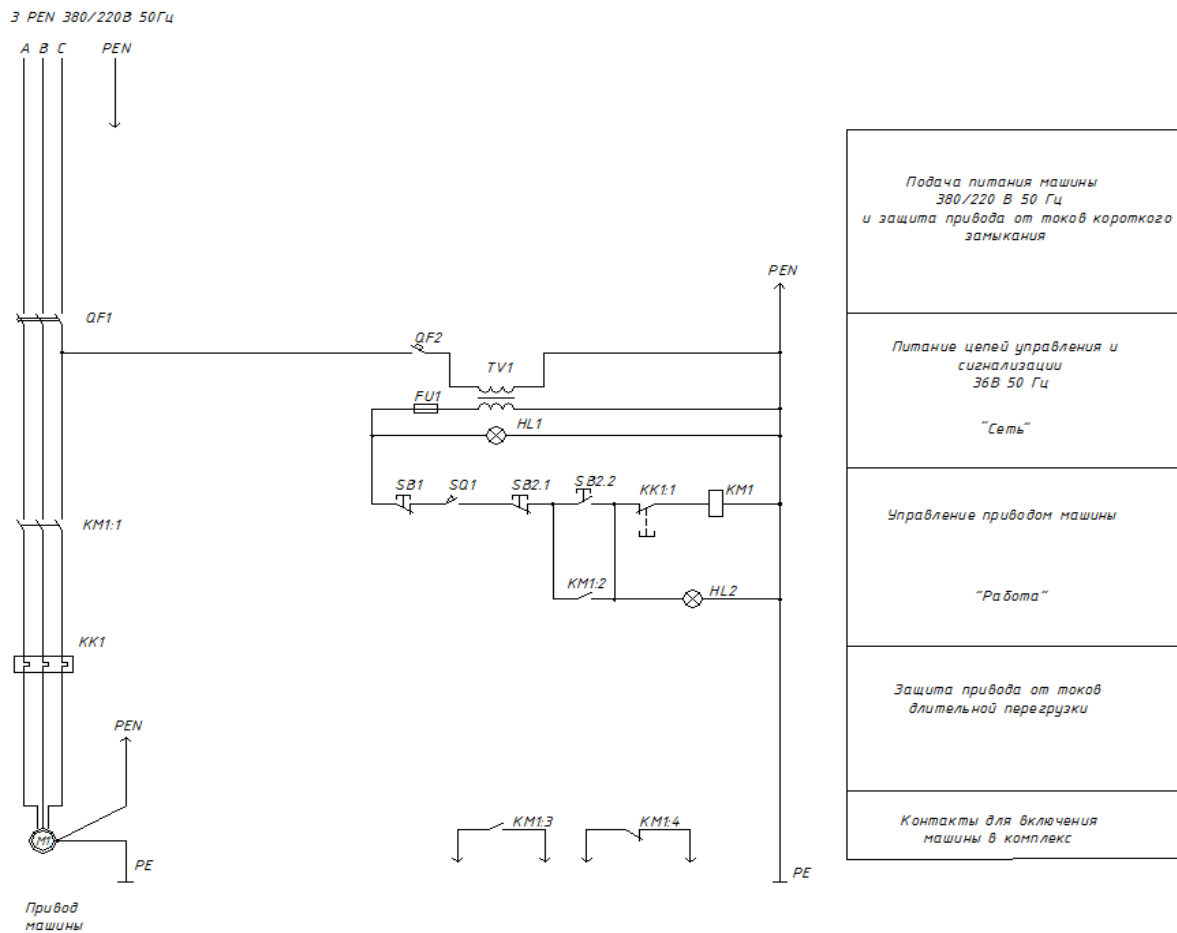 3 PEN 380/220В 50Гц
A B C PEN
QF1
KM1:1
KK1
PEN
M1
PE
Привод
машины
PEN
QF2
TV1
FU1
HL1
SB1 SQ1 SB2.1 SB2.2 KK1:1 KM1
KM1:2 HL2
KM1:3 KM1:4
PE
Подача питания машины
380/220 В 50 Гц
и защита привода от токов короткого
замыкания
Питание цепей управления и
сигнализации
36В 50 Гц
"Сеть"
Управление приводом машины
"Работа"
Защита привода от токов
длительной перегрузки
Контакты для включения
машины в комплекс